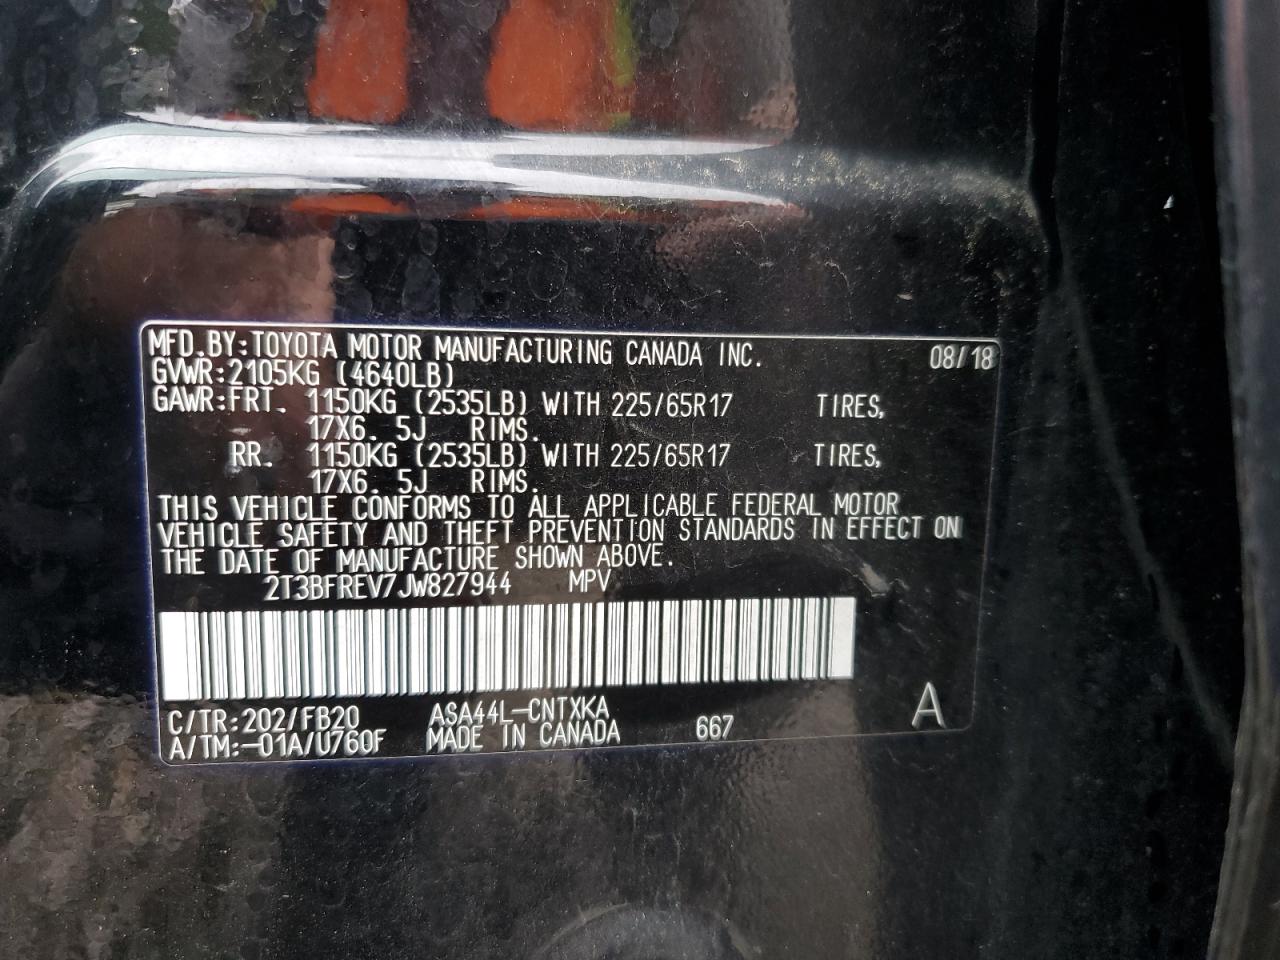 MFD.BY:TOYOTA MOTOR MANUFACTURING CANADA INC. 08/18
GVWR:2105KG (4640LB)
GAWR:FRT. 1150KG (2535LB) WITH 225/65R17 TIRES,
17X6.5J RIMS.
RR. 1150KG (2535LB) WITH 225/65R17 TIRES,
17X6.5J RIMS.
THIS VEHICLE CONFORMS TO ALL APPLICABLE FEDERAL MOTOR
VEHICLE SAFETY AND THEFT PREVENTION STANDARDS IN EFFECT ON
THE DATE OF MANUFACTURE SHOWN ABOVE.
2T3BFREV7JW827944 MPV
C/TR:202/FB20 ASA44L-CNTXKA
A/TM:-01A/U760F MADE IN CANADA 667 A